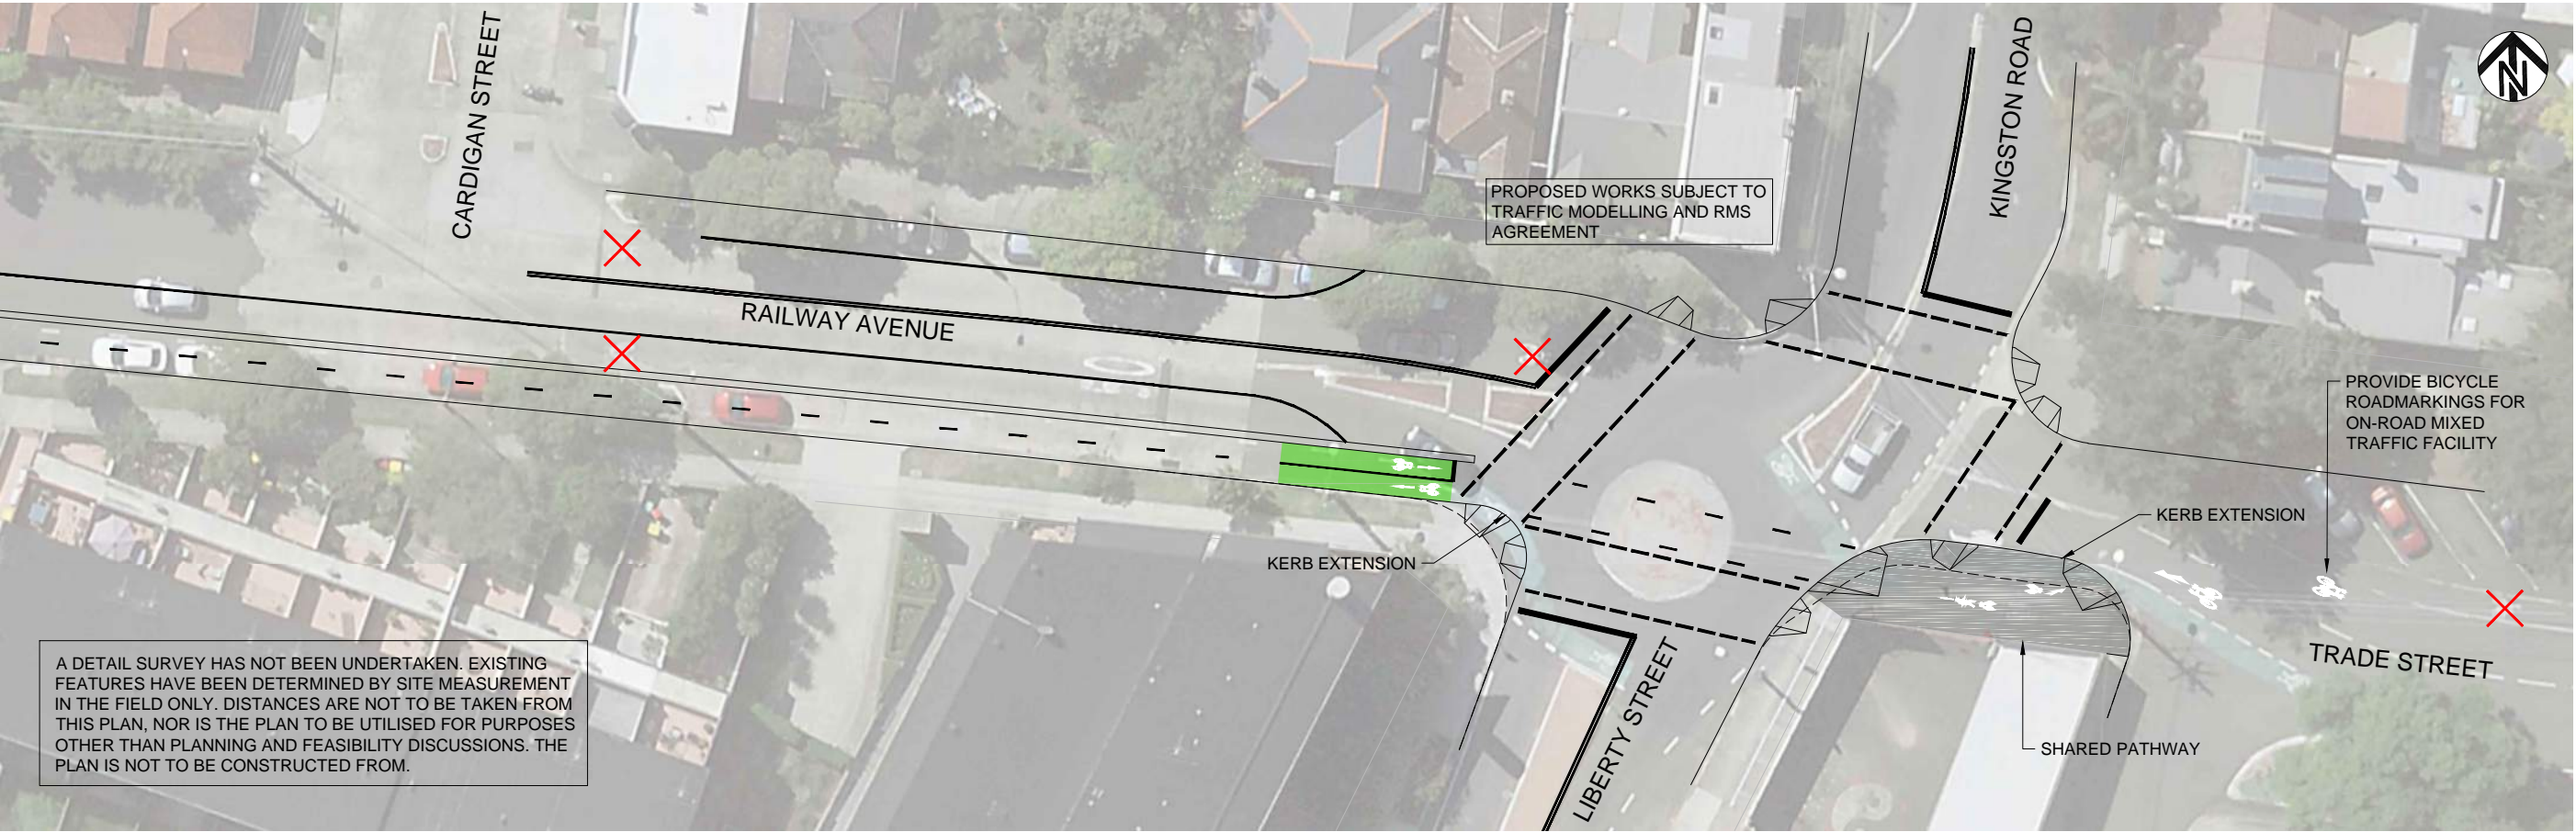 CARDIGAN STREET
KINGSTON ROAD
N
PROPOSED WORKS SUBJECT TO
TRAFFIC MODELLING AND RMS
AGREEMENT
RAILWAY AVENUE
PROVIDE BICYCLE
ROADMARKINGS FOR
ON-ROAD MIXED
TRAFFIC FACILITY
KERB EXTENSION
KERB EXTENSION
A DETAIL SURVEY HAS NOT BEEN UNDERTAKEN. EXISTING
FEATURES HAVE BEEN DETERMINED BY SITE MEASUREMENT
IN THE FIELD ONLY. DISTANCES ARE NOT TO BE TAKEN FROM
THIS PLAN, NOR IS THE PLAN TO BE UTILISED FOR PURPOSES
OTHER THAN PLANNING AND FEASIBILITY DISCUSSIONS. THE
PLAN IS NOT TO BE CONSTRUCTED FROM.
LIBERTY STREET
TRADE STREET
SHARED PATHWAY